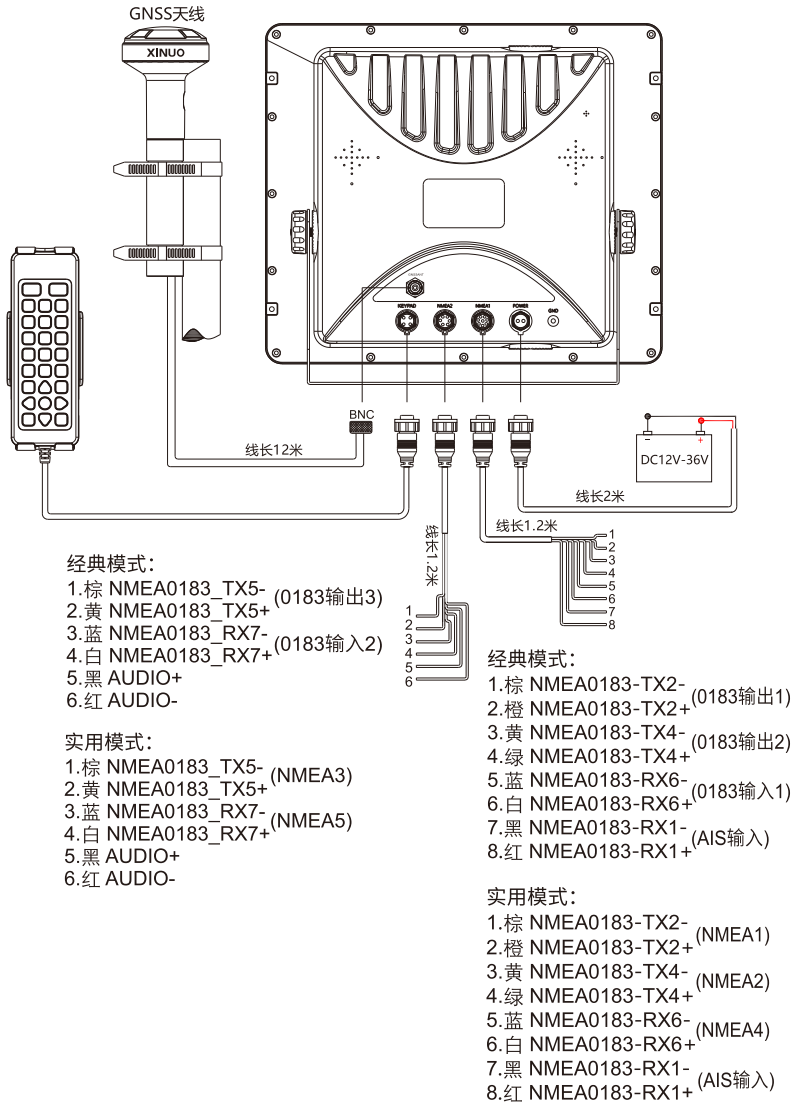 GNSS天线
XINUO
KEYPAD
NMEA2
NMEA1
POWER
GND
BNC
线长12米
DC12V-36V
-
+
线长2米
线长1.2米
线长1.2米
1
2
3
4
5
6
7
8
1
2
3
4
5
6
经典模式：
1.棕 NMEA0183_TX5-
2.黄 NMEA0183_TX5+
(0183输出3)
3.蓝 NMEA0183_RX7-
4.白 NMEA0183_RX7+
(0183输入2)
5.黑 AUDIO+
6.红 AUDIO-
实用模式：
1.棕 NMEA0183_TX5-
2.黄 NMEA0183_TX5+
(NMEA3)
3.蓝 NMEA0183_RX7-
4.白 NMEA0183_RX7+
(NMEA5)
5.黑 AUDIO+
6.红 AUDIO-
经典模式：
1.棕 NMEA0183-TX2-
2.橙 NMEA0183-TX2+
(0183输出1)
3.黄 NMEA0183-TX4-
4.绿 NMEA0183-TX4+
(0183输出2)
5.蓝 NMEA0183-RX6-
6.白 NMEA0183-RX6+
(0183输入1)
7.黑 NMEA0183-RX1-
8.红 NMEA0183-RX1+
(AIS输入)
实用模式：
1.棕 NMEA0183-TX2-
2.橙 NMEA0183-TX2+
(NMEA1)
3.黄 NMEA0183-TX4-
4.绿 NMEA0183-TX4+
(NMEA2)
5.蓝 NMEA0183-RX6-
6.白 NMEA0183-RX6+
(NMEA4)
7.黑 NMEA0183-RX1-
8.红 NMEA0183-RX1+
(AIS输入)